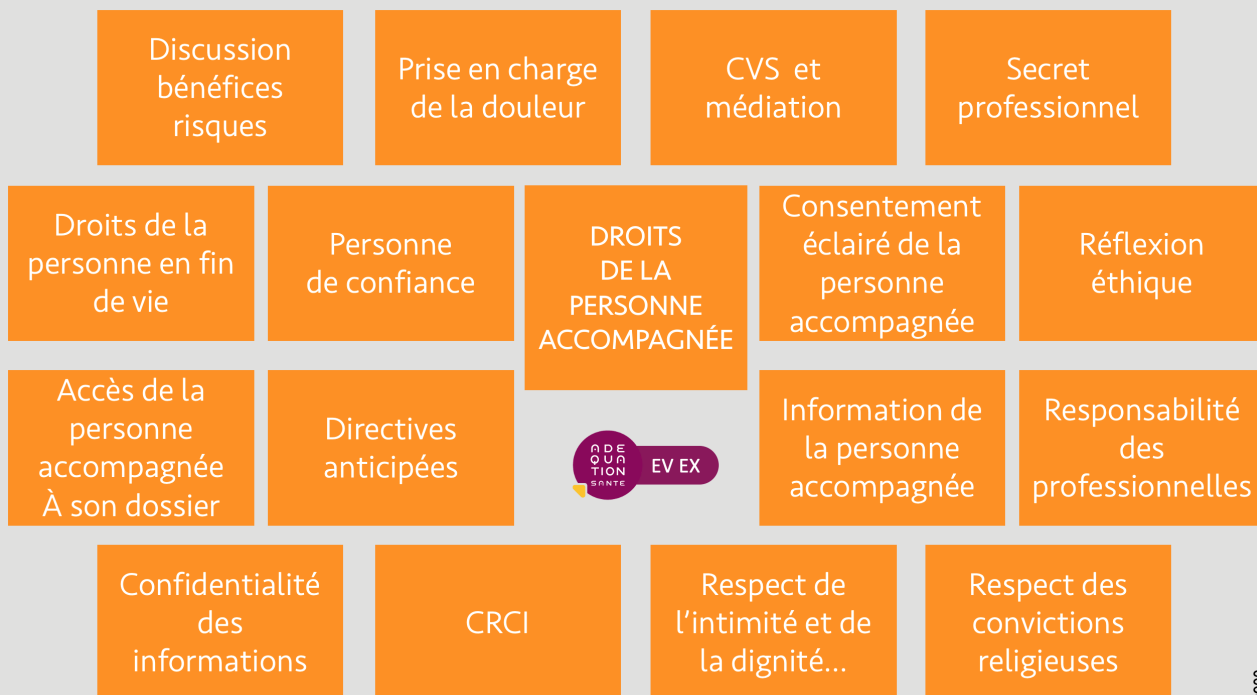 Discussion
bénéfices
risques
Prise en charge
de la douleur
CVS et
médiation
Secret
professionnel
Droits de la
personne en fin
de vie
Personne
de confiance
DROITS
DE LA
PERSONNE
ACCOMPAGNÉE
Consentement
éclairé de la
personne
accompagnée
Réflexion
éthique
Accès de la
personne
accompagnée
À son dossier
Directives
anticipées
ADE
QUA
TION
SANTE
EV EX
Information de
la personne
accompagnée
Responsabilité
des
professionnelles
Confidentialité
des
informations
CRCI
Respect de
l'intimité et de
la dignité...
Respect des
convictions
religieuses